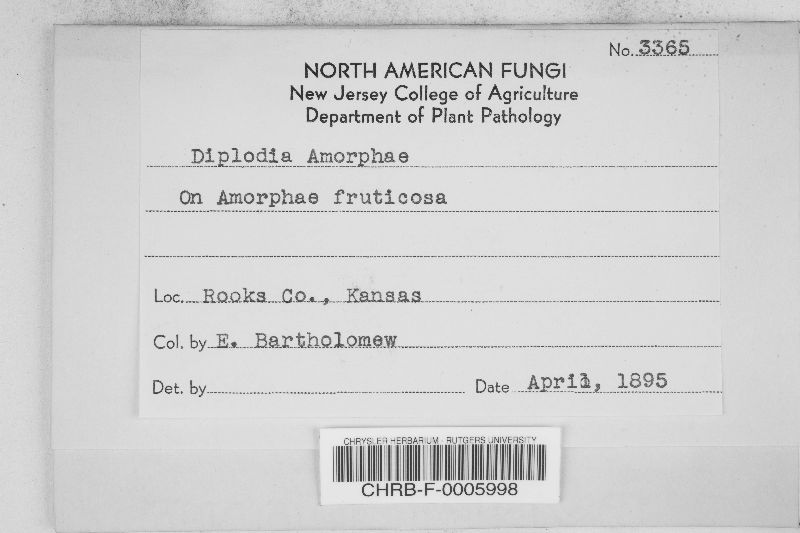 No. 3365
NORTH AMERICAN FUNGI
New Jersey College of Agriculture
Department of Plant Pathology
Diplodia Amorphae
On Amorphae fruticosa
Loc. Rooks Co., Kansas
Col. by E. Bartholomew
Det. by
Date April, 1895
CHRYSLER HERBARIUM - RUTGERS UNIVERSITY
CHRB-F-0005998